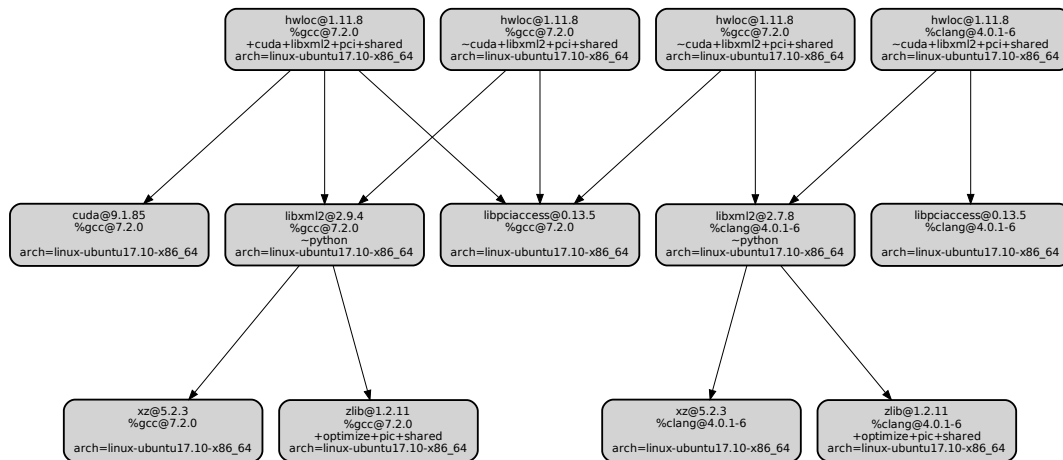 hwloc@1.11.8
%gcc@7.2.0
+cuda+libxml2+pci+shared
arch=linux-ubuntu17.10-x86_64
hwloc@1.11.8
%gcc@7.2.0
~cuda+libxml2+pci+shared
arch=linux-ubuntu17.10-x86_64
hwloc@1.11.8
%gcc@7.2.0
~cuda+libxml2+pci+shared
arch=linux-ubuntu17.10-x86_64
hwloc@1.11.8
%clang@4.0.1-6
~cuda+libxml2+pci+shared
arch=linux-ubuntu17.10-x86_64
cuda@9.1.85
%gcc@7.2.0
arch=linux-ubuntu17.10-x86_64
libxml2@2.9.4
%gcc@7.2.0
~python
arch=linux-ubuntu17.10-x86_64
libpciaccess@0.13.5
%gcc@7.2.0
arch=linux-ubuntu17.10-x86_64
libxml2@2.7.8
%clang@4.0.1-6
~python
arch=linux-ubuntu17.10-x86_64
libpciaccess@0.13.5
%clang@4.0.1-6
arch=linux-ubuntu17.10-x86_64
xz@5.2.3
%gcc@7.2.0
arch=linux-ubuntu17.10-x86_64
zlib@1.2.11
%gcc@7.2.0
+optimize+pic+shared
arch=linux-ubuntu17.10-x86_64
xz@5.2.3
%clang@4.0.1-6
arch=linux-ubuntu17.10-x86_64
zlib@1.2.11
%clang@4.0.1-6
+optimize+pic+shared
arch=linux-ubuntu17.10-x86_64